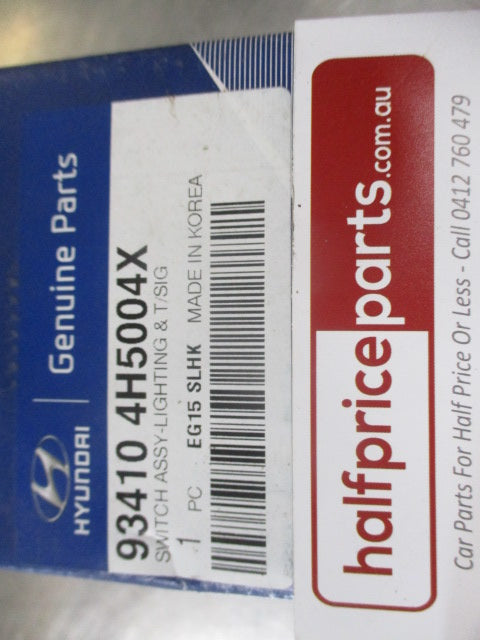 HYUNDAI | Genuine Parts
93410 4H5004X
SWITCH ASSY-LIGHTING & T/SIG
1 PC EG15 SLHK MADE IN KOREA
halfpriceparts.com.au
Car Parts For Half Price Or Less - Call 0412 760 479